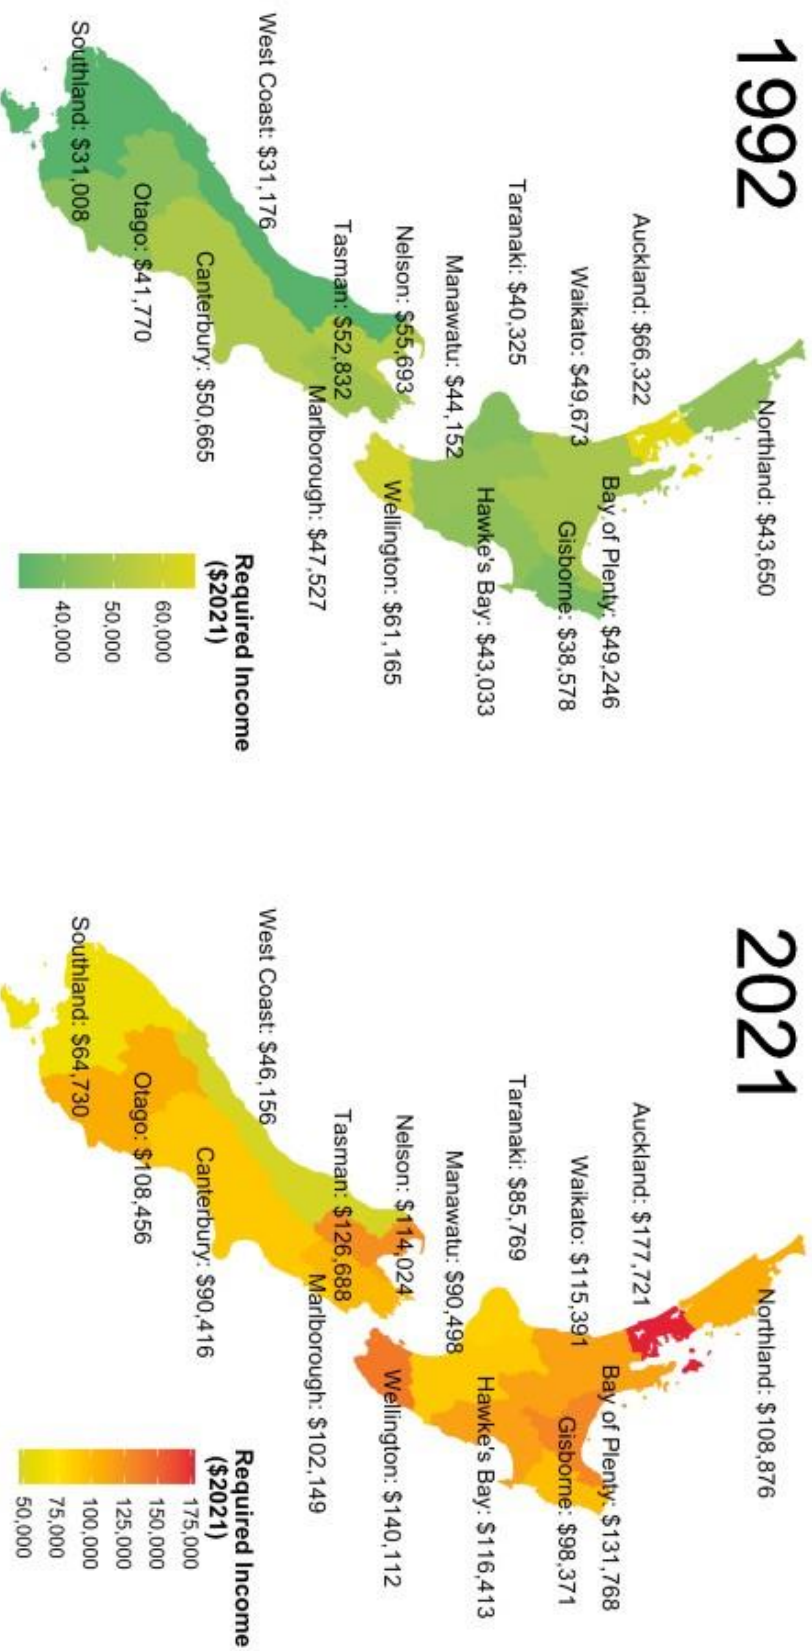 1992
Northland: $43,650
Auckland: $66,322
Bay of Plenty: $49,246
Waikato: $49,673
Gisborne: $38,578
Taranaki: $40,325
Hawke's Bay: $43,033
Manawatu: $44,152
Nelson: $55,693
Wellington: $61,165
Tasman: $52,832
Marlborough: $47,527
West Coast: $31,176
Canterbury: $50,665
Otago: $41,770
Southland: $31,008
Required Income
($2021)
60,000
50,000
40,000
2021
Northland: $108,876
Auckland: $177,721
Bay of Plenty: $131,768
Waikato: $115,391
Gisborne: $98,371
Taranaki: $85,769
Hawke's Bay: $116,413
Manawatu: $90,498
Nelson: $114,024
Wellington: $140,112
Tasman: $126,688
Marlborough: $102,149
West Coast: $46,156
Canterbury: $90,416
Otago: $108,456
Southland: $64,730
Required Income
($2021)
175,000
150,000
125,000
100,000
75,000
50,000